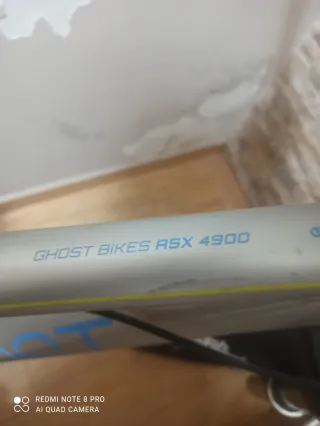 GHOST BIKES ASX 4900
REDMI NOTE 8 PRO
AI QUAD CAMERA